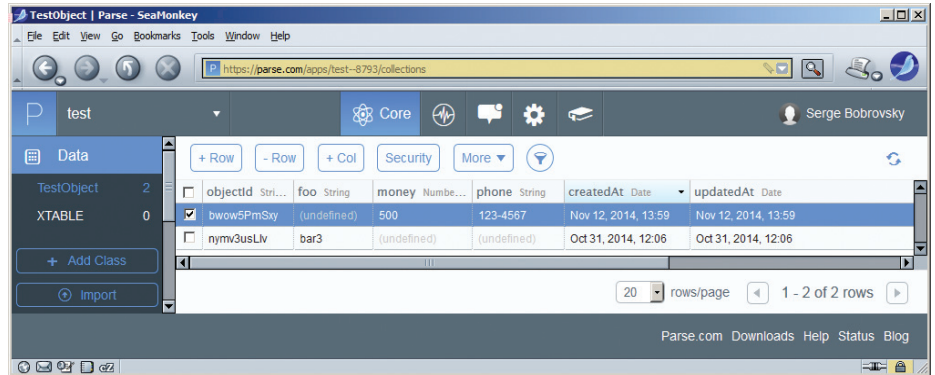 TestObject | Parse - SeaMonkey
File Edit View Go Bookmarks Tools Window Help
P https://parse.com/apps/test--8793/collections
P test Core Serge Bobrovsky
Data + Row - Row + Col Security More
TestObject 2 objectId Stri... foo String money Numbe... phone String createdAt Date updatedAt Date
XTABLE 0 bwow5PmSxy (undefined) 500 123-4567 Nov 12, 2014, 13:59 Nov 12, 2014, 13:59
nymv3usLlv bar3 (undefined) (undefined) Oct 31, 2014, 12:06 Oct 31, 2014, 12:06
+ Add Class
Import 20 rows/page 1 - 2 of 2 rows
Parse.com Downloads Help Status Blog